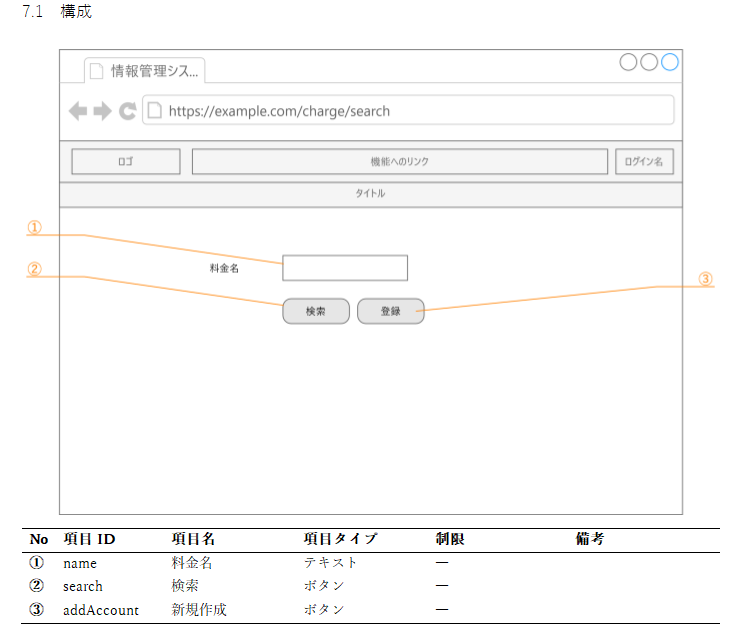 7.1 構成
情報管理シス...
https://example.com/charge/search
ロゴ 機能へのリンク ログイン名
タイトル
①
料金名
②
③
検索 登録
No 項目 ID 項目名 項目タイプ 制限 備考
① name 料金名 テキスト —
② search 検索 ボタン —
③ addAccount 新規作成 ボタン —